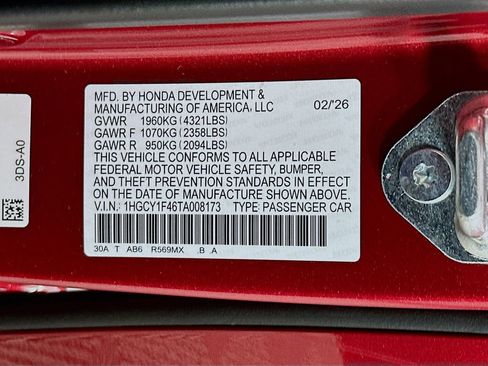 MFD. BY HONDA DEVELOPMENT &
MANUFACTURING OF AMERICA, LLC 02/'26
GVWR 1960KG (4321LBS)
GAWR F 1070KG (2358LBS)
GAWR R 950KG (2094LBS)
THIS VEHICLE CONFORMS TO ALL APPLICABLE
FEDERAL MOTOR VEHICLE SAFETY, BUMPER,
AND THEFT PREVENTION STANDARDS IN EFFECT
ON THE DATE OF MANUFACTURE SHOWN ABOVE.
V.I.N.: 1HGCY1F46TA008173 TYPE: PASSENGER CAR
30A T AB6 R569MX .B .A
3DS-A0